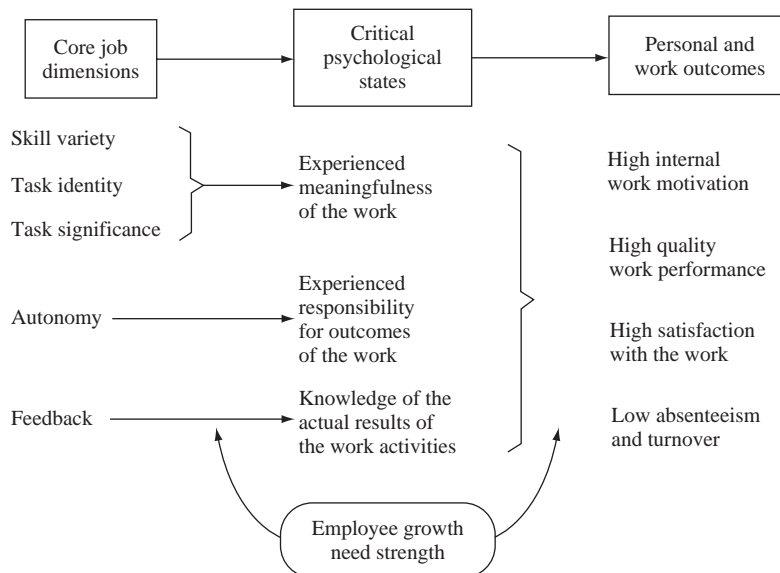 Core job
dimensions
Critical
psychological
states
Personal and
work outcomes
Skill variety
Task identity
Task significance
Experienced
meaningfulness
of the work
High internal
work motivation
High quality
work performance
Autonomy
Experienced
responsibility
for outcomes
of the work
High satisfaction
with the work
Feedback
Knowledge of the
actual results of
the work activities
Low absenteeism
and turnover
Employee growth
need strength